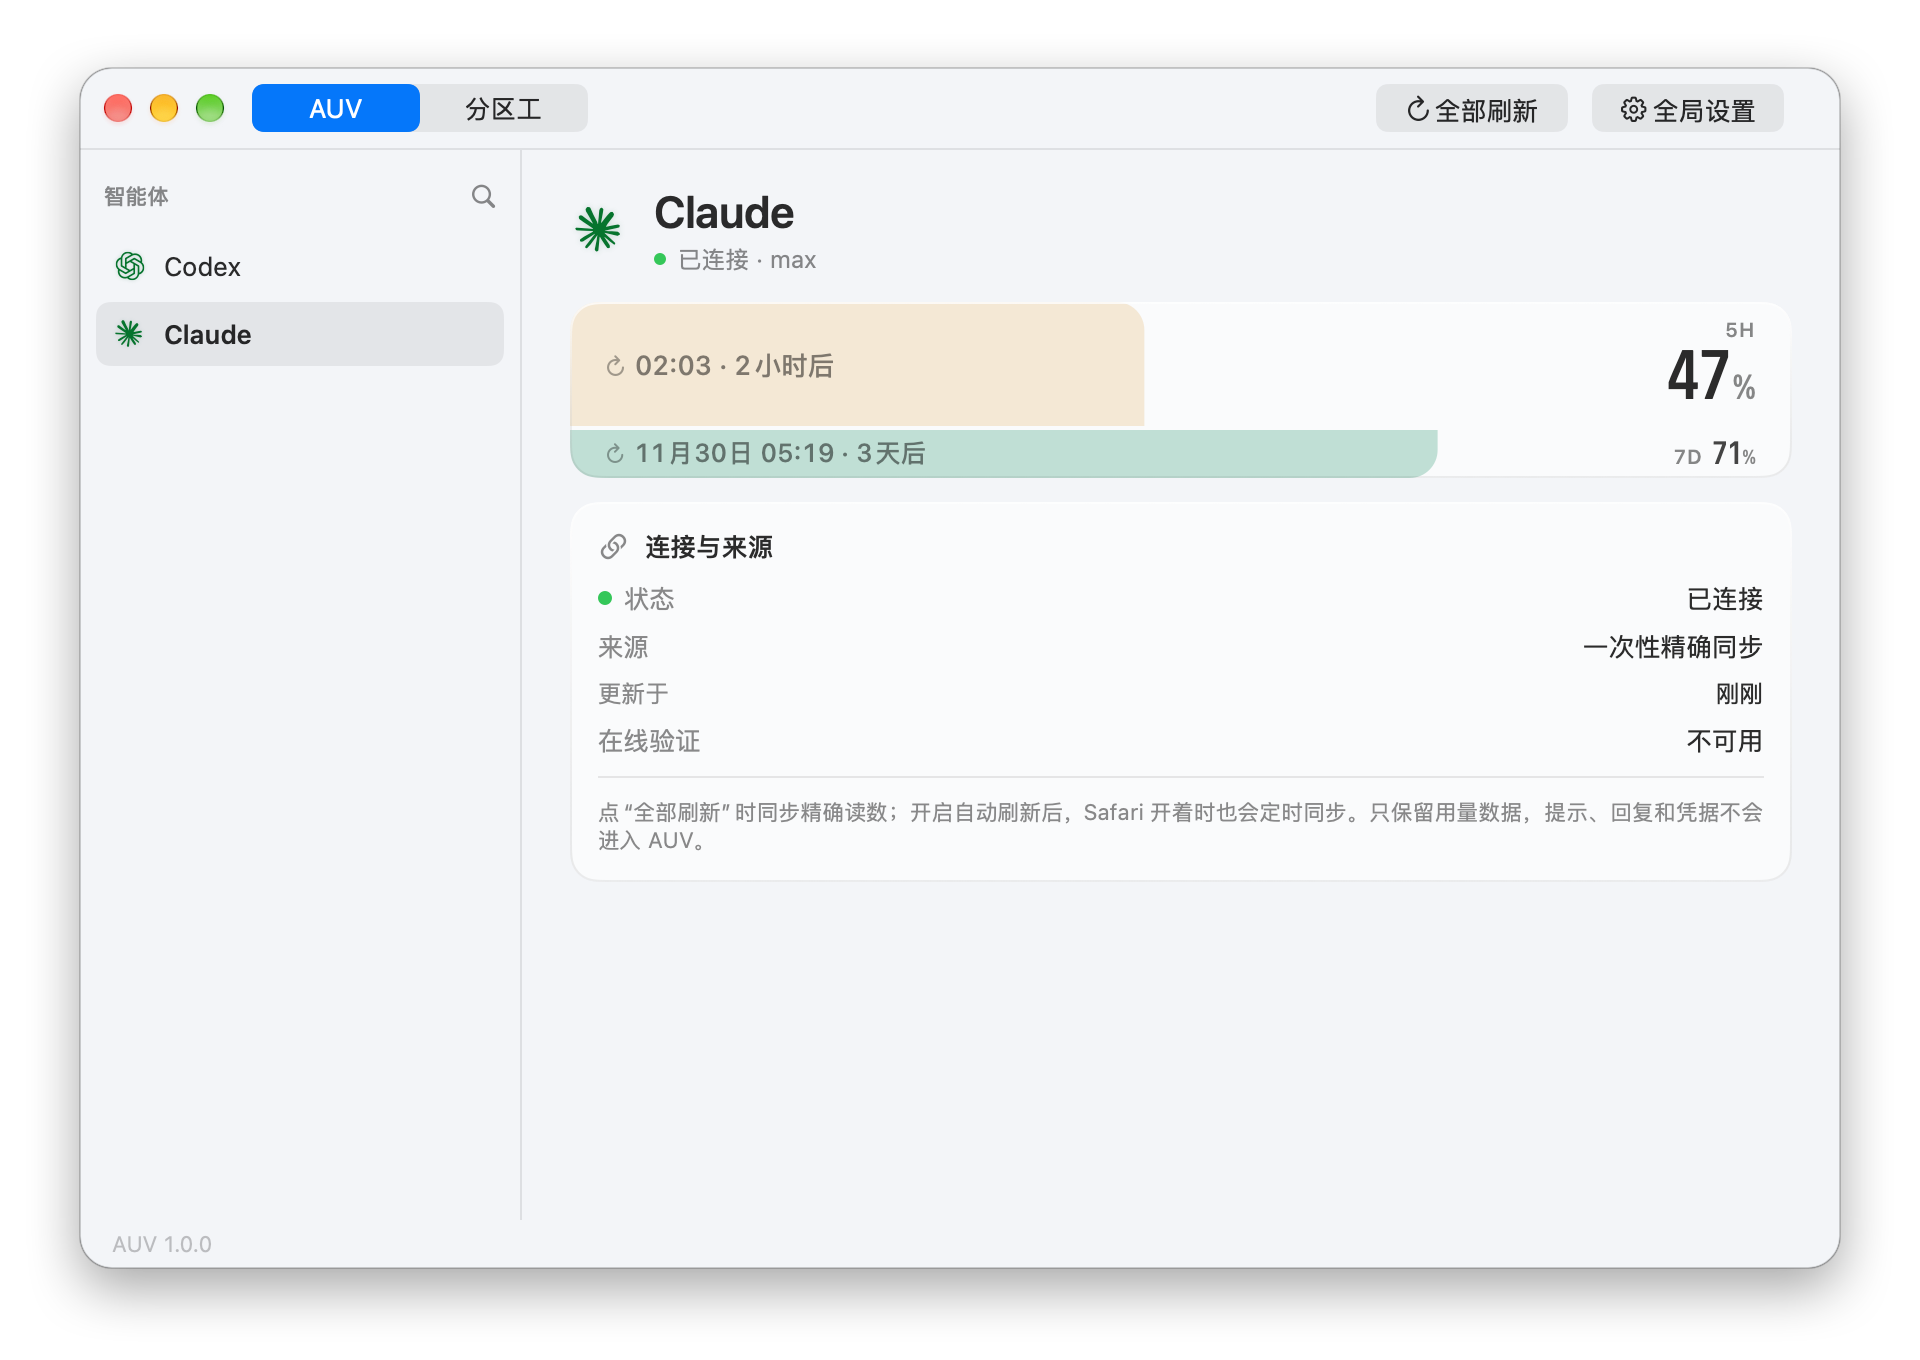 AUV
分区工
全部刷新
全局设置
智能体
Codex
Claude
AUV 1.0.0
Claude
已连接 · max
5H
02:03 · 2小时后
47%
11月30日 05:19 · 3天后
7D 71%
连接与来源
状态 已连接
来源 一次性精确同步
更新于 刚刚
在线验证 不可用
点“全部刷新”时同步精确读数；开启自动刷新后，Safari 开着时也会定时同步。只保留用量数据，提示、回复和凭据不会
进入 AUV。